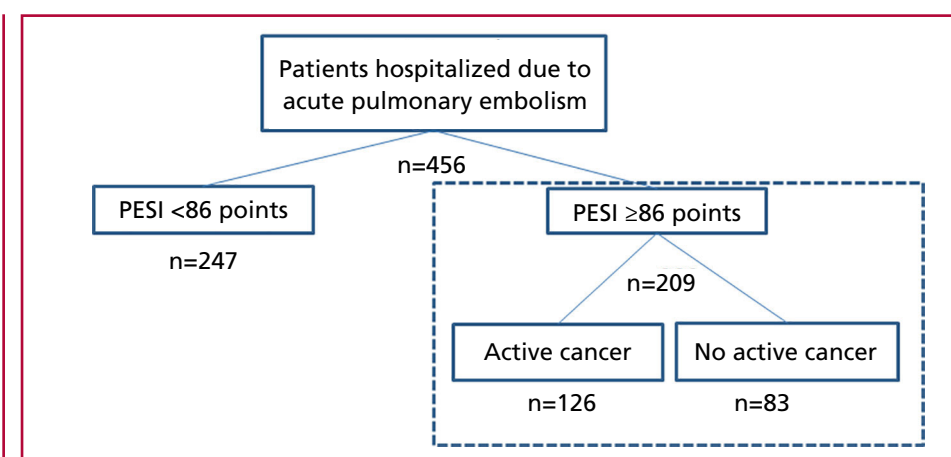 Patients hospitalized due to
acute pulmonary embolism
n=456
PESI <86 points
PESI ≥86 points
n=247
n=209
Active cancer
No active cancer
n=126
n=83